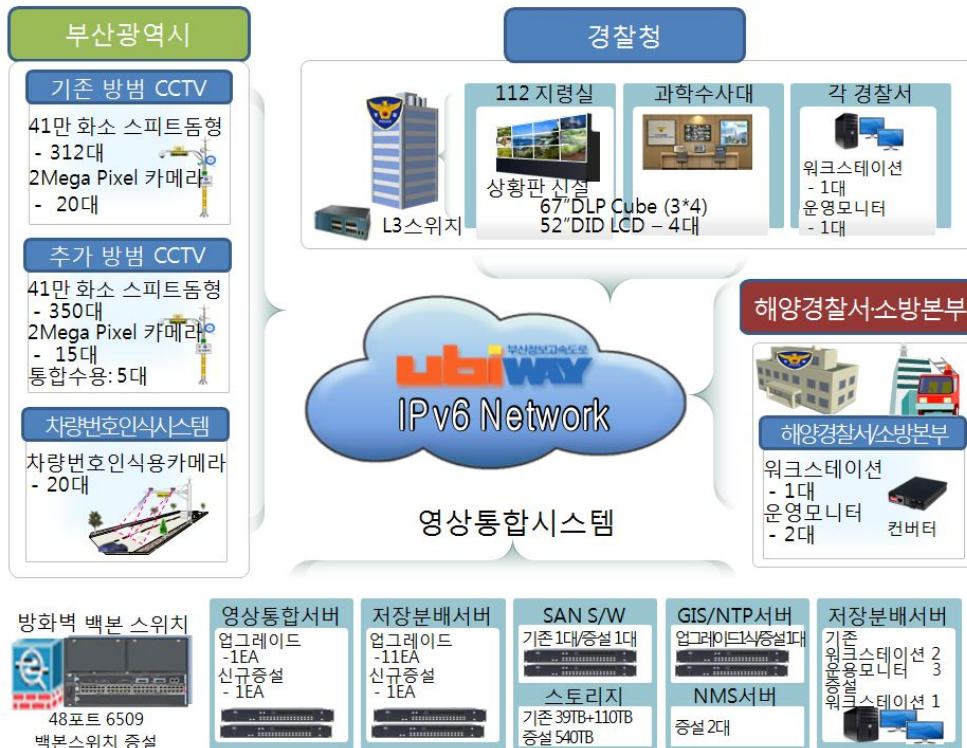 부산광역시
기존 방범 CCTV
41만 화소 스피트돔형
- 312대
2Mega Pixel 카메라
- 20대
추가 방범 CCTV
41만 화소 스피트돔형
- 350대
2Mega Pixel 카메라
- 15대
통합수용: 5대
차량번호인식시스템
차량번호인식용카메라
- 20대
경찰청
L3스위치
112 지령실
상황판 신설
67”DLP Cube (3*4)
52”DID LCD – 4대
과학수사대
각 경찰서
워크스테이션
- 1대
운영모니터
- 1대
ubiway
부산정보고속도로
IPv6 Network
영상통합시스템
해양경찰서·소방본부
해양경찰서/소방본부
워크스테이션
- 1대
운영모니터
- 2대
컨버터
방화벽 백본 스위치
48포트 6509
백본스위치 증설
영상통합서버
업그레이드
-1EA
신규증설
- 1EA
저장분배서버
업그레이드
-11EA
신규증설
- 1EA
SAN S/W
기존 1대/증설 1대
스토리지
기존 39TB+110TB
증설 540TB
GIS/NTP서버
업그레이드1식/증설1대
NMS서버
증설 2대
저장분배서버
기존
워크스테이션 2
운용모니터 3
증설
워크스테이션 1